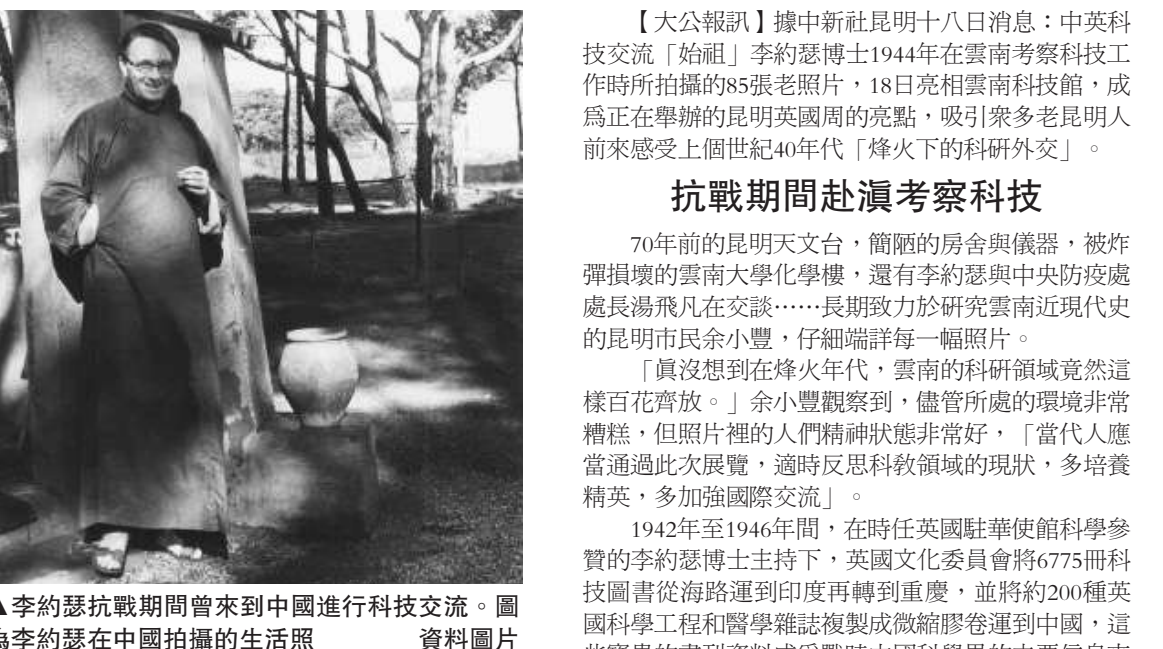 ▲李約瑟抗戰期間曾來到中國進行科技交流。圖
為李約瑟在中國拍攝的生活照 資料圖片
【大公報訊】據中新社昆明十八日消息：中英科
技交流「始祖」李約瑟博士1944年在雲南考察科技工
作時所拍攝的85張老照片，18日亮相雲南科技館，成
爲正在舉辦的昆明英國周的亮點，吸引衆多老昆明人
前來感受上個世紀40年代「烽火下的科硏外交」。
抗戰期間赴滇考察科技
70年前的昆明天文台，簡陋的房舍與儀器，被炸
彈損壞的雲南大學化學樓，還有李約瑟與中央防疫處
處長湯飛凡在交談⋯⋯長期致力於硏究雲南近現代史
的昆明市民余小豐，仔細端詳每一幅照片。
「眞沒想到在烽火年代，雲南的科硏領域竟然這
樣百花齊放。」余小豐觀察到，儘管所處的環境非常
糟糕，但照片裡的人們精神狀態非常好，「當代人應
當通過此次展覽，適時反思科敎領域的現狀，多培養
精英，多加強國際交流」。
1942年至1946年間，在時任英國駐華使館科學參
贊的李約瑟博士主持下，英國文化委員會將6775冊科
技圖書從海路運到印度再轉到重慶，並將約200種英
國科學工程和醫學雜誌複製成微縮膠卷運到中國，這